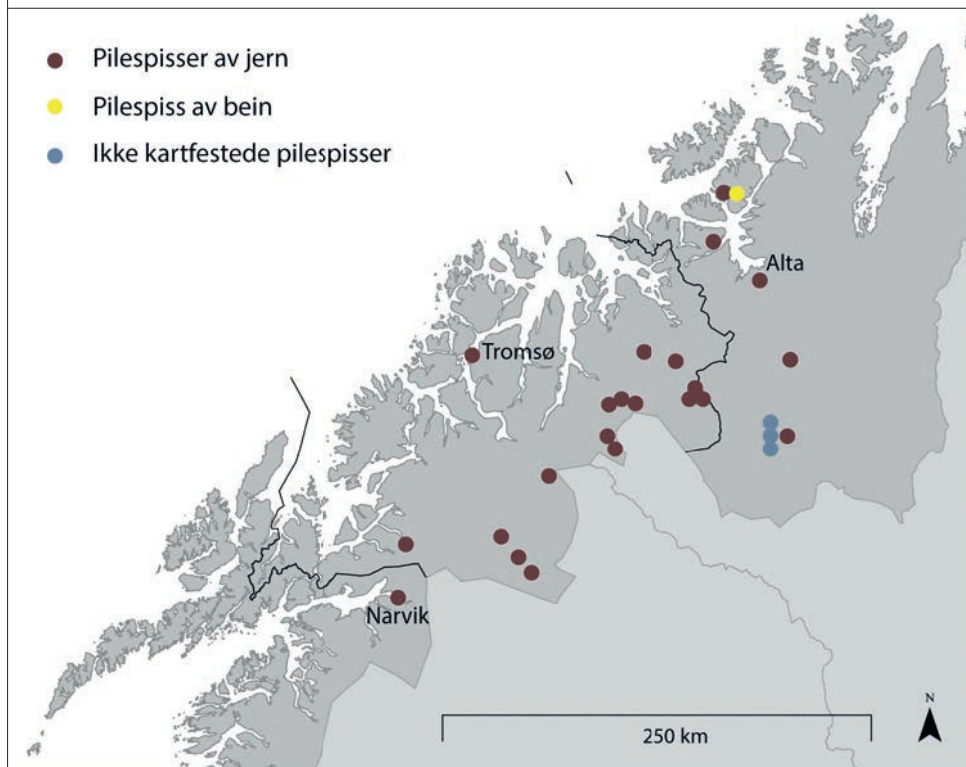 Pilespisser av jern
Pilespiss av bein
Ikke kartfestede pilespisser
Alta
Tromsø
Narvik
N
250 km